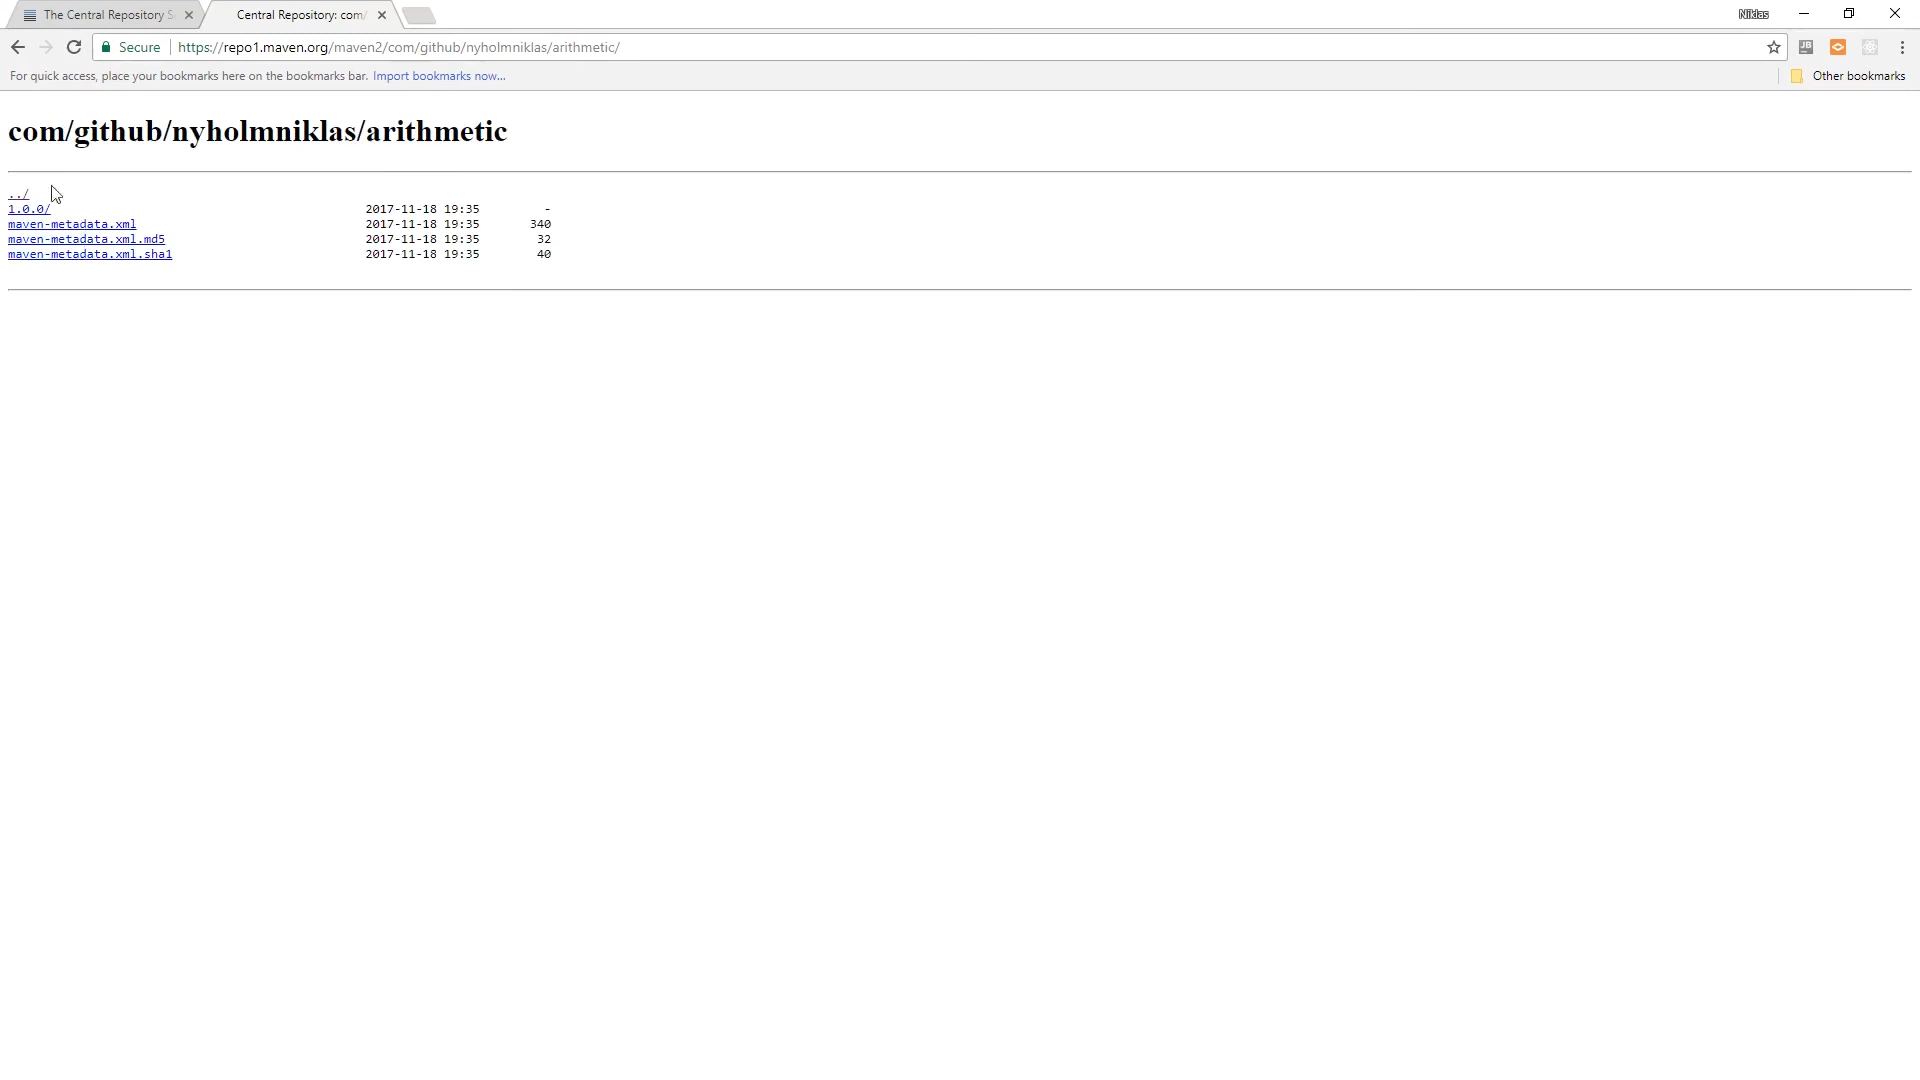 The Central Repository S
Central Repository: com/
Niklas
Secure
https://repo1.maven.org/maven2/com/github/nyholmniklas/arithmetic/
JB
For quick access, place your bookmarks here on the bookmarks bar. Import bookmarks now...
Other bookmarks
com/github/nyholmniklas/arithmetic
../
1.0.0/ 2017-11-18 19:35 -
maven-metadata.xml 2017-11-18 19:35 340
maven-metadata.xml.md5 2017-11-18 19:35 32
maven-metadata.xml.sha1 2017-11-18 19:35 40